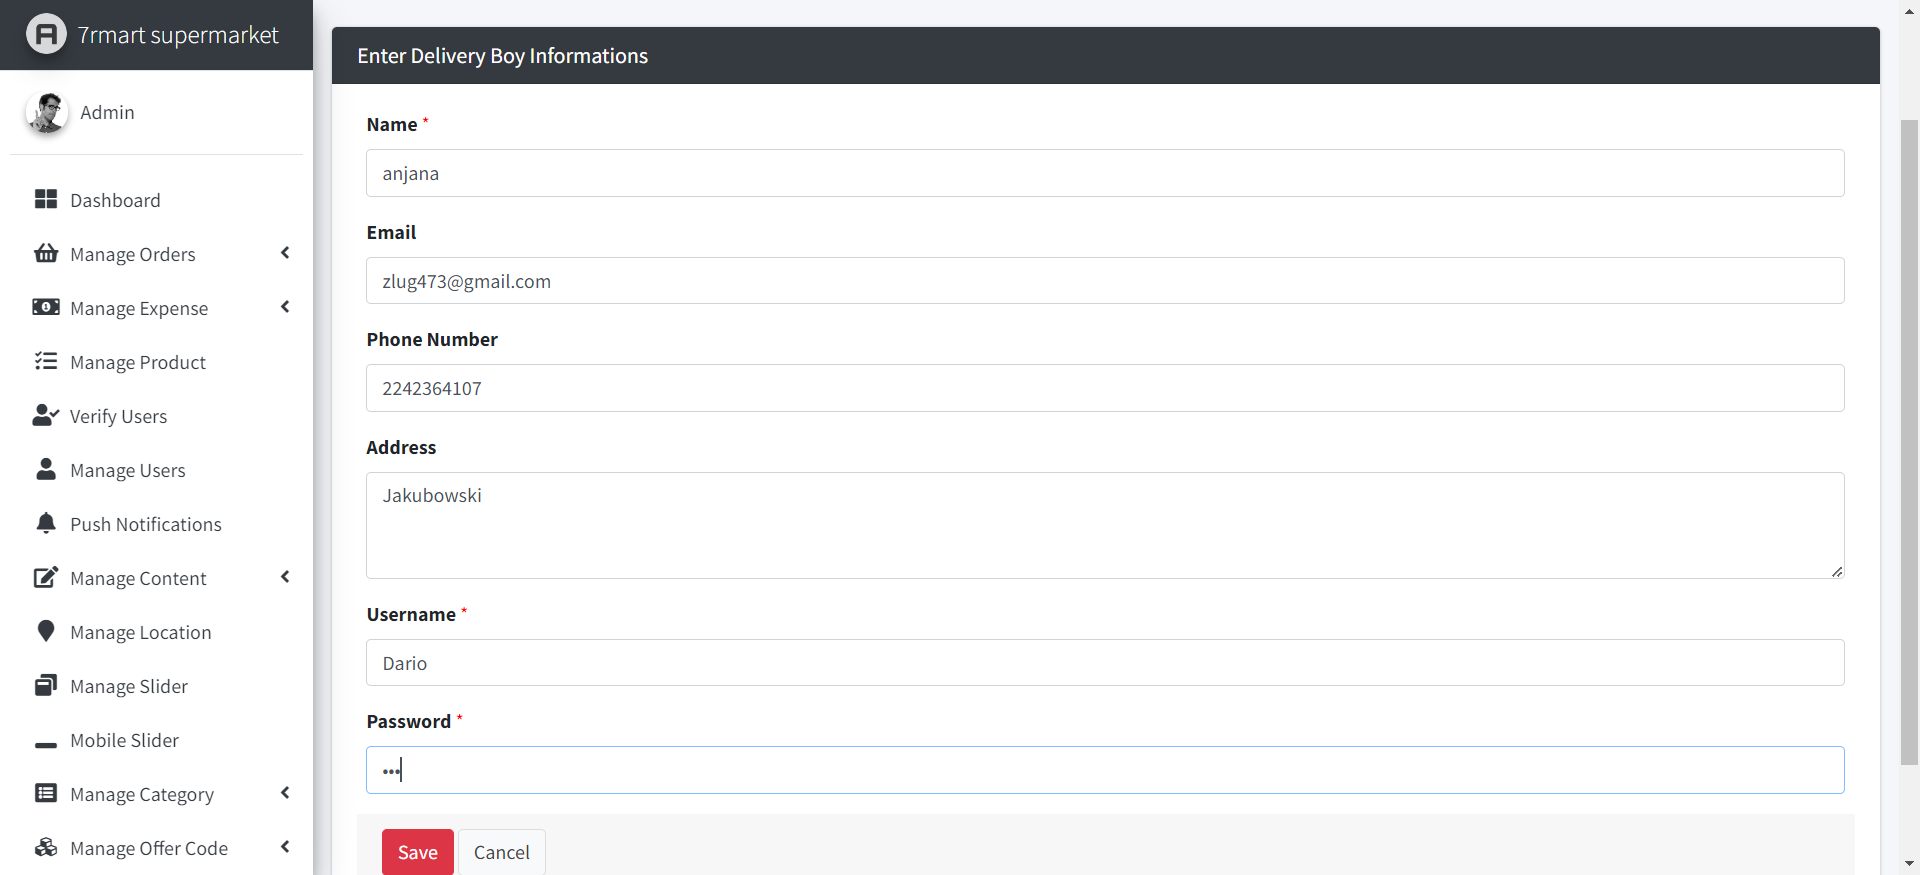 7rmart supermarket
Admin
Dashboard
Manage Orders
Manage Expense
Manage Product
Verify Users
Manage Users
Push Notifications
Manage Content
Manage Location
Manage Slider
Mobile Slider
Manage Category
Manage Offer Code
Enter Delivery Boy Informations
Name *
anjana
Email
zlug473@gmail.com
Phone Number
2242364107
Address
Jakubowski
Username *
Dario
Password *
•••
Save Cancel